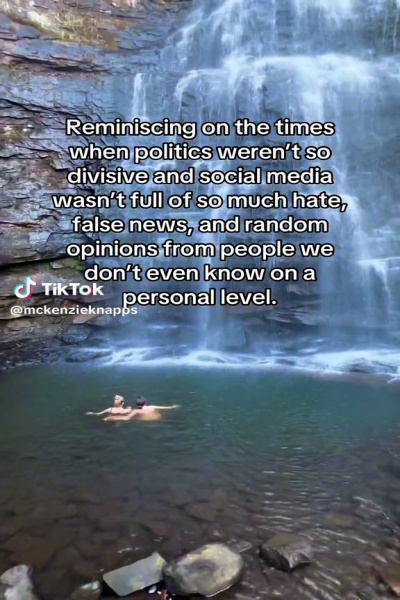 Reminiscing on the times
when politics weren't so
divisive and social media
wasn't full of so much hate,
false news, and random
opinions from people we
don't even know on a
personal level.
TikTok
@mckenzieknapps